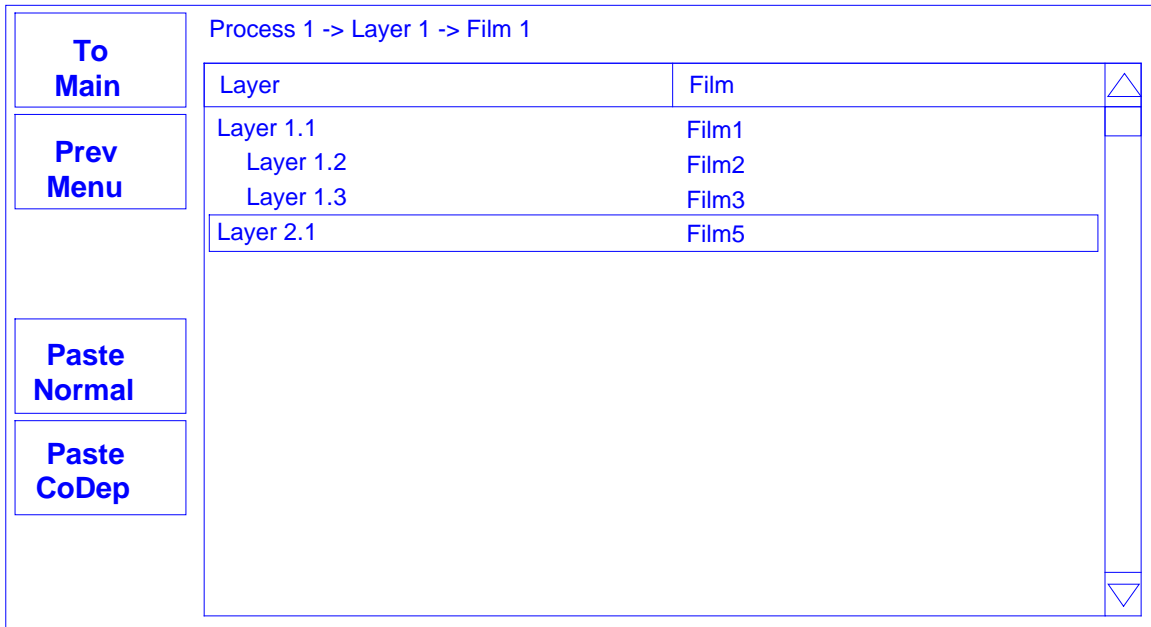 To
Main
Prev
Menu
Paste
Normal
Paste
CoDep
Process 1 -> Layer 1 -> Film 1
Layer Film
Layer 1.1 Film1
Layer 1.2 Film2
Layer 1.3 Film3
Layer 2.1 Film5